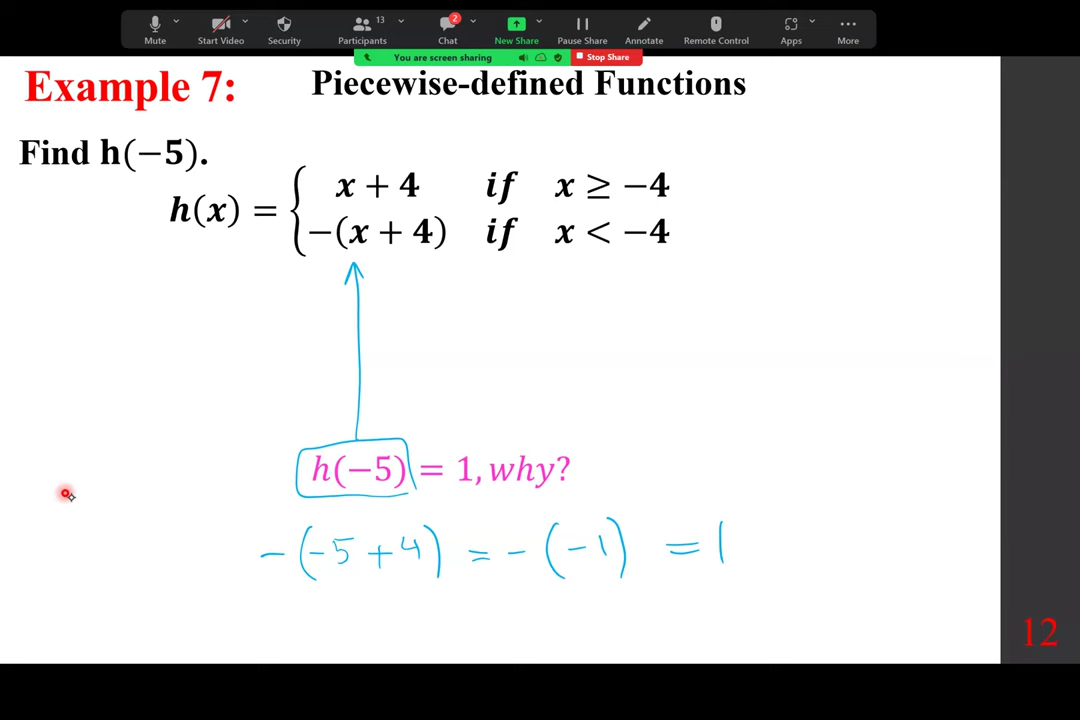 Mute Start Video Security Participants 13 Chat 2 New Share Pause Share Annotate Remote Control Apps More
You are screen sharing Stop Share
Example 7: Piecewise-defined Functions
Find h(−5).
h(x) = { x + 4 if x ≥ −4
−(x + 4) if x < −4
h(−5) = 1, why?
-(-5+4) = -(-1) = 1
12